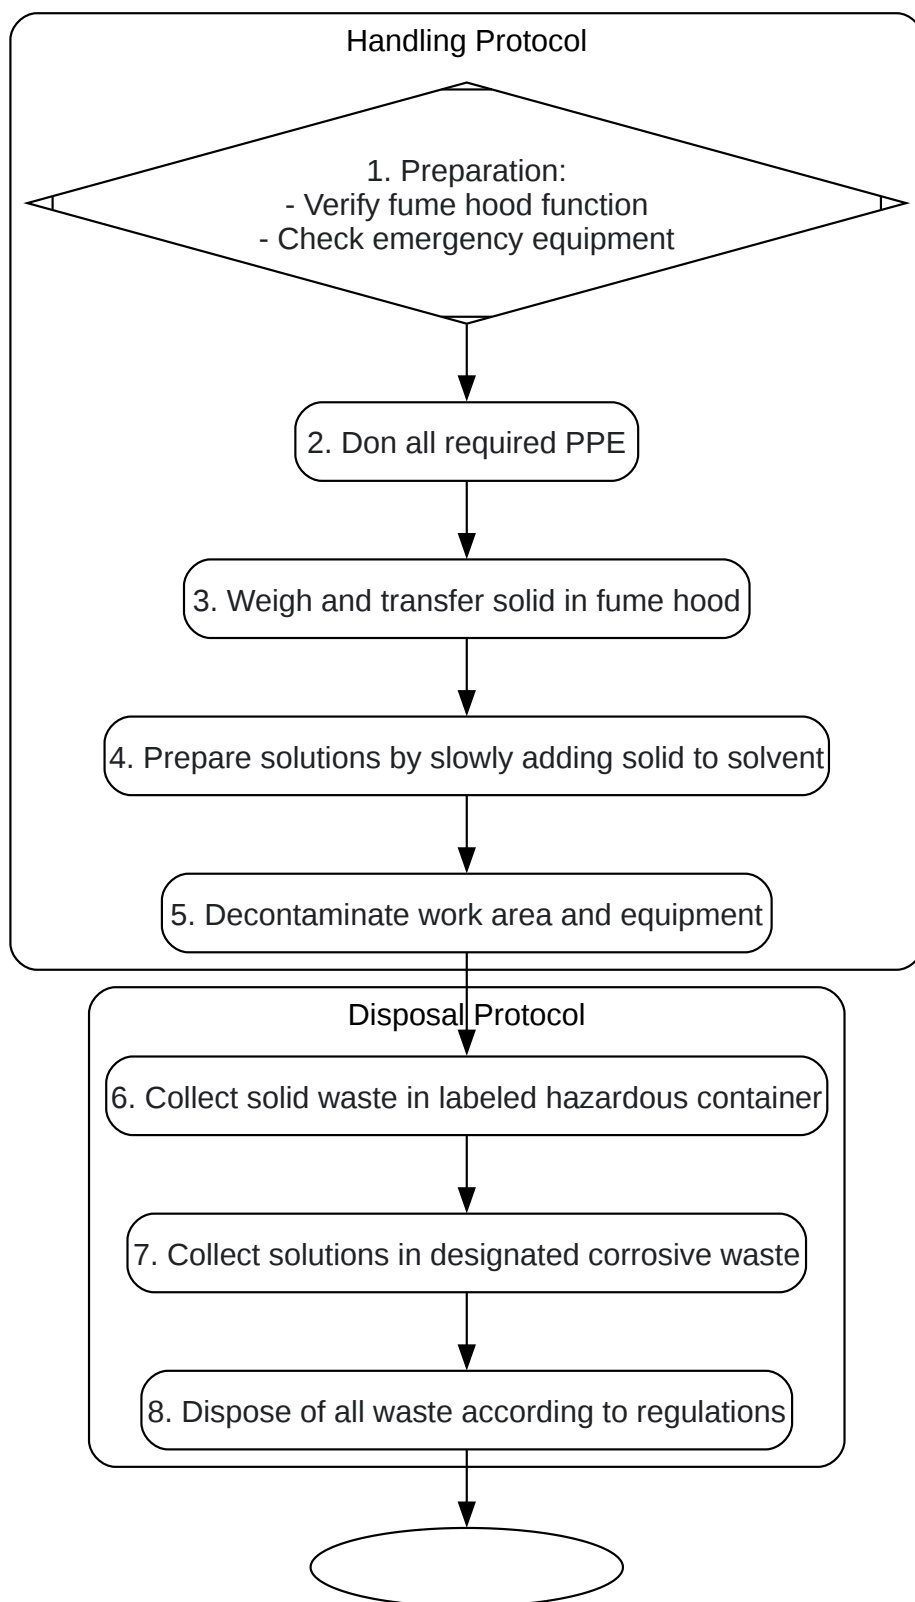 Handling Protocol
1. Preparation:
- Verify fume hood function
- Check emergency equipment
2. Don all required PPE
3. Weigh and transfer solid in fume hood
4. Prepare solutions by slowly adding solid to solvent
5. Decontaminate work area and equipment
Disposal Protocol
6. Collect solid waste in labeled hazardous container
7. Collect solutions in designated corrosive waste
8. Dispose of all waste according to regulations